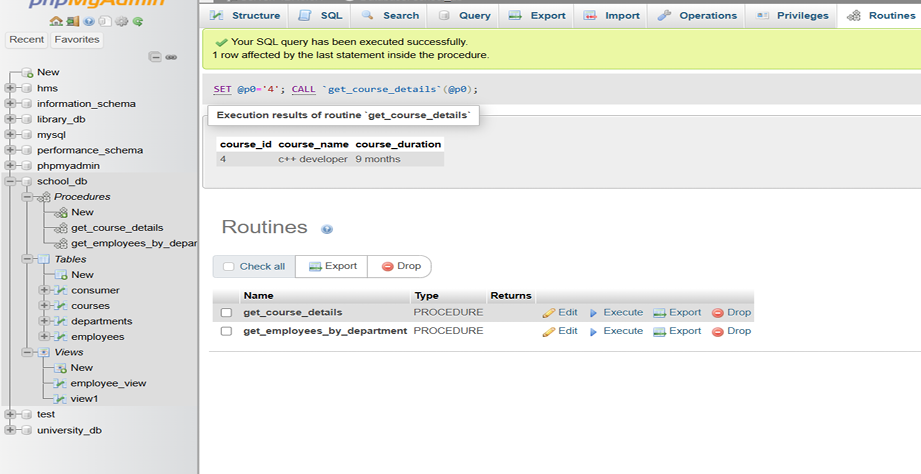 phpMyAdmin
Recent Favorites
New
hms
information_schema
library_db
mysql
performance_schema
phpmyadmin
school_db
Procedures
New
get_course_details
get_employees_by_depar
Tables
New
consumer
courses
departments
employees
Views
New
employee_view
view1
test
university_db
Structure SQL Search Query Export Import Operations Privileges Routines
Your SQL query has been executed successfully.
1 row affected by the last statement inside the procedure.
SET @p0='4'; CALL `get_course_details`(@p0);
Execution results of routine `get_course_details`
course_id course_name course_duration
4 c++ developer 9 months
Routines
Check all Export Drop
Name Type Returns
get_course_details PROCEDURE Edit Execute Export Drop
get_employees_by_department PROCEDURE Edit Execute Export Drop